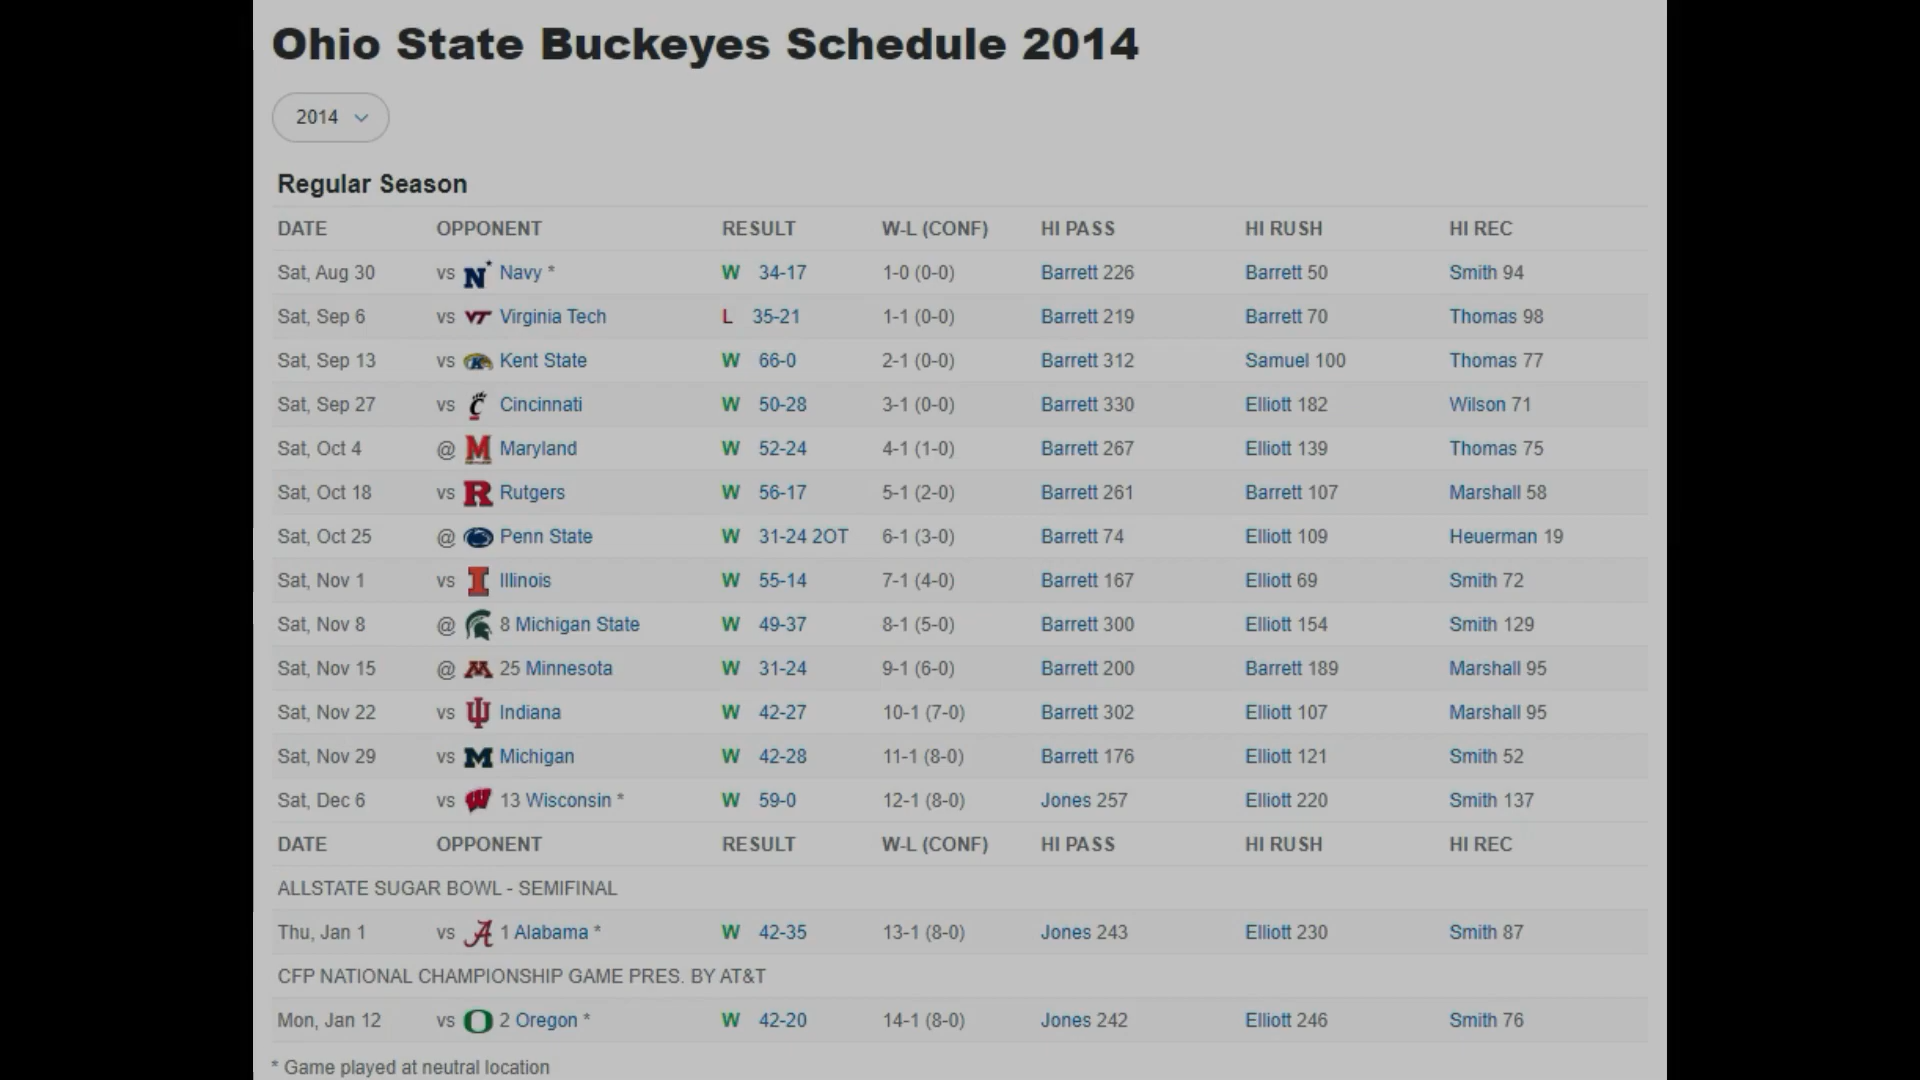 Ohio State Buckeyes Schedule 2014
2014
Regular Season
DATE OPPONENT RESULT W-L (CONF) HI PASS HI RUSH HI REC
Sat, Aug 30 vs Navy * W 34-17 1-0 (0-0) Barrett 226 Barrett 50 Smith 94
Sat, Sep 6 vs Virginia Tech L 35-21 1-1 (0-0) Barrett 219 Barrett 70 Thomas 98
Sat, Sep 13 vs Kent State W 66-0 2-1 (0-0) Barrett 312 Samuel 100 Thomas 77
Sat, Sep 27 vs Cincinnati W 50-28 3-1 (0-0) Barrett 330 Elliott 182 Wilson 71
Sat, Oct 4 @ Maryland W 52-24 4-1 (1-0) Barrett 267 Elliott 139 Thomas 75
Sat, Oct 18 vs Rutgers W 56-17 5-1 (2-0) Barrett 261 Barrett 107 Marshall 58
Sat, Oct 25 @ Penn State W 31-24 2OT 6-1 (3-0) Barrett 74 Elliott 109 Heuerman 19
Sat, Nov 1 vs Illinois W 55-14 7-1 (4-0) Barrett 167 Elliott 69 Smith 72
Sat, Nov 8 @ 8 Michigan State W 49-37 8-1 (5-0) Barrett 300 Elliott 154 Smith 129
Sat, Nov 15 @ 25 Minnesota W 31-24 9-1 (6-0) Barrett 200 Barrett 189 Marshall 95
Sat, Nov 22 vs Indiana W 42-27 10-1 (7-0) Barrett 302 Elliott 107 Marshall 95
Sat, Nov 29 vs Michigan W 42-28 11-1 (8-0) Barrett 176 Elliott 121 Smith 52
Sat, Dec 6 vs 13 Wisconsin * W 59-0 12-1 (8-0) Jones 257 Elliott 220 Smith 137
DATE OPPONENT RESULT W-L (CONF) HI PASS HI RUSH HI REC
ALLSTATE SUGAR BOWL - SEMIFINAL
Thu, Jan 1 vs 1 Alabama * W 42-35 13-1 (8-0) Jones 243 Elliott 230 Smith 87
CFP NATIONAL CHAMPIONSHIP GAME PRES. BY AT&T
Mon, Jan 12 vs 2 Oregon * W 42-20 14-1 (8-0) Jones 242 Elliott 246 Smith 76
* Game played at neutral location